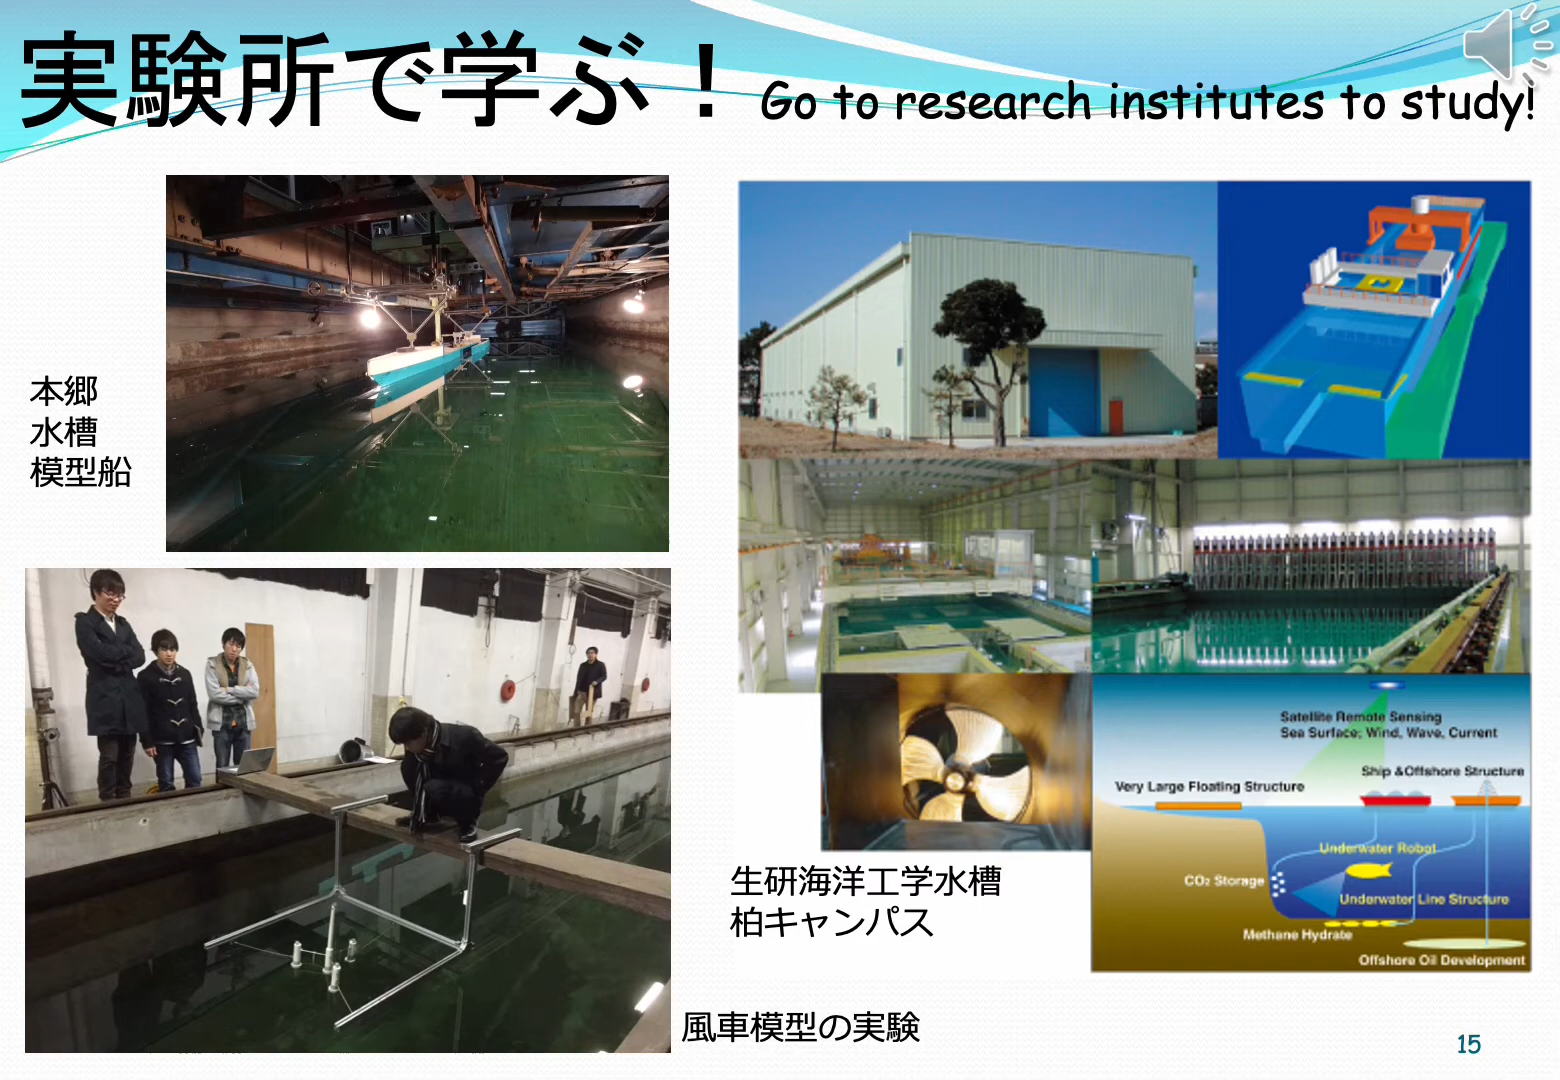 実験所で学ぶ！ Go to research institutes to study!
本郷
水槽
模型船
Satellite Remote Sensing
Sea Surface; Wind, Wave, Current
Ship &Offshore Structure
Very Large Floating Structure
Underwater Robot
CO₂ Storage
Underwater Line Structure
Methane Hydrate
Offshore Oil Development
生研海洋工学水槽
柏キャンパス
風車模型の実験
15